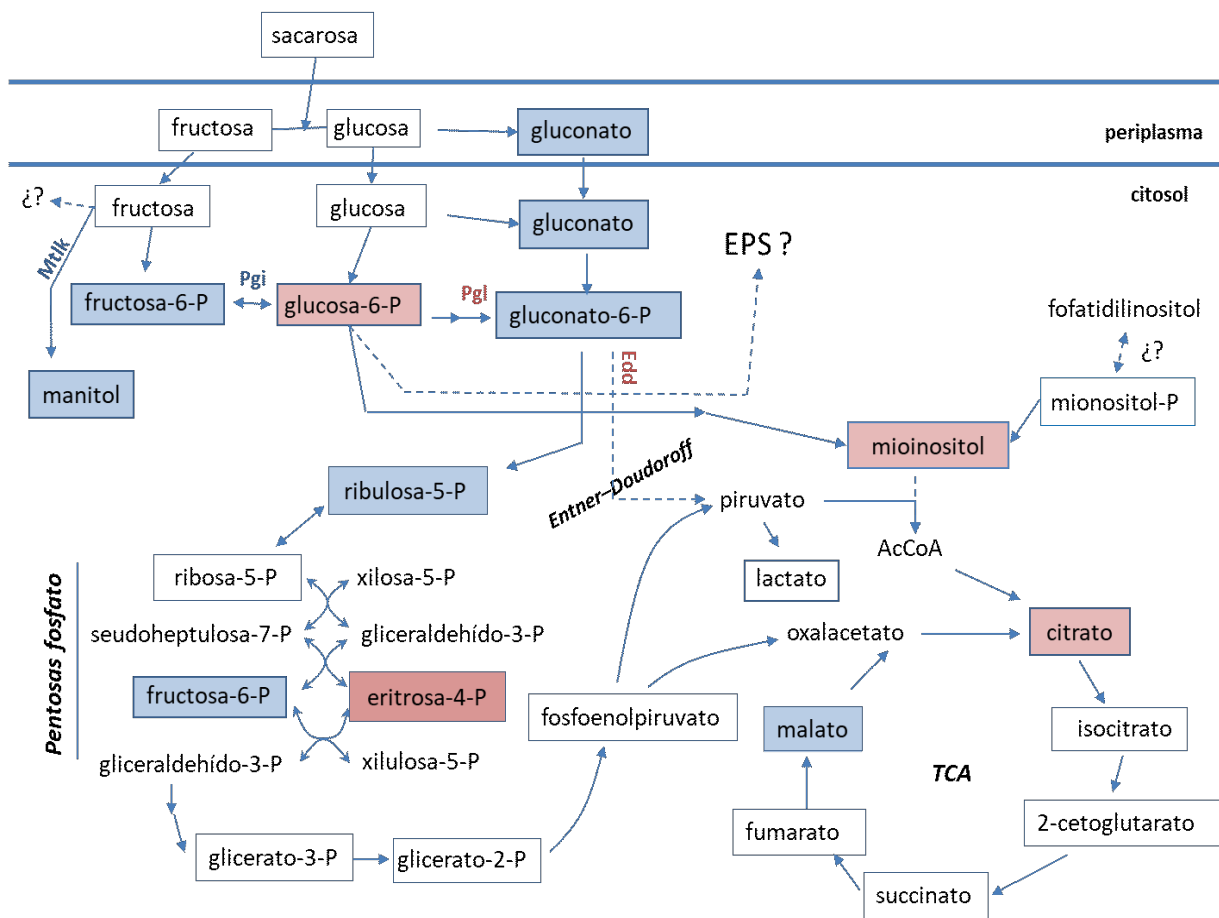 sacarosa
fructosa
glucosa
gluconato
periplasma
¿?
fructosa
glucosa
gluconato
citosol
Mtlk
EPS ?
fructosa-6-P
Pgi
glucosa-6-P
Pgl
gluconato-6-P
fofatidilinositol
¿?
Edd
manitol
mionositol-P
mioinositol
ribulosa-5-P
Entner–Doudoroff
piruvato
AcCoA
lactato
Pentosas fosfato
ribosa-5-P
xilosa-5-P
seudoheptulosa-7-P
gliceraldehído-3-P
oxalacetato
citrato
fructosa-6-P
eritrosa-4-P
fosfoenolpiruvato
malato
isocitrato
gliceraldehído-3-P
xilulosa-5-P
TCA
fumarato
2-cetoglutarato
glicerato-3-P
glicerato-2-P
succinato